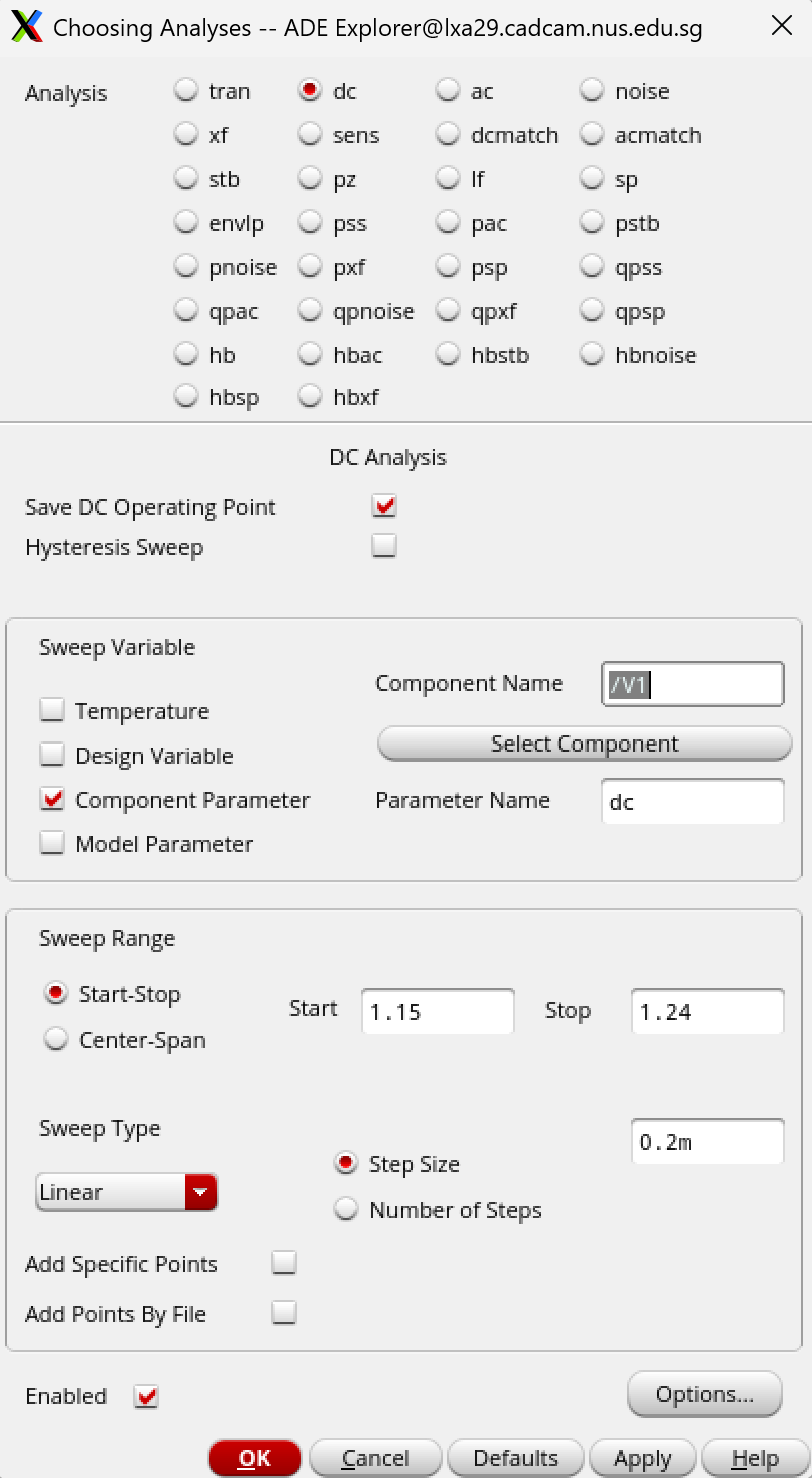 Choosing Analyses -- ADE Explorer@lxa29.cadcam.nus.edu.sg
Analysis tran dc ac noise
xf sens dcmatch acmatch
stb pz lf sp
envlp pss pac pstb
pnoise pxf psp qpss
qpac qpnoise qpxf qpsp
hb hbac hbstb hbnoise
hbsp hbxf
DC Analysis
Save DC Operating Point
Hysteresis Sweep
Sweep Variable
Component Name /V1
Temperature
Select Component
Design Variable
Component Parameter Parameter Name dc
Model Parameter
Sweep Range
Start-Stop Start 1.15 Stop 1.24
Center-Span
Sweep Type
0.2m
Step Size
Linear
Number of Steps
Add Specific Points
Add Points By File
Enabled Options...
OK Cancel Defaults Apply Help